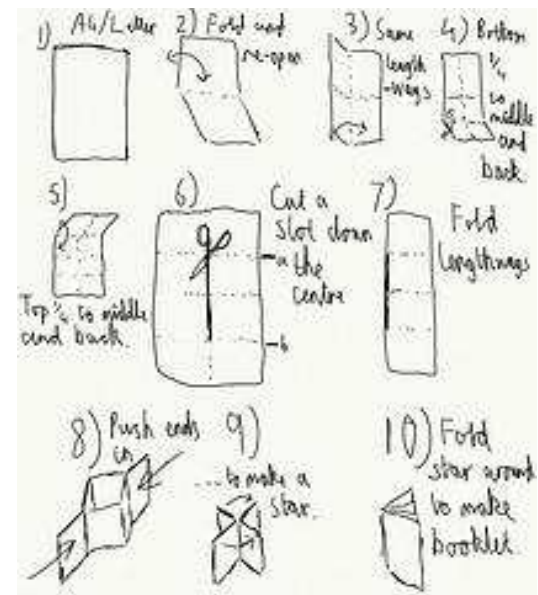 1) A4/Letter
2) Fold and
re-open
3) Same
length
-ways
4) Bottom
1/4
to
middle
and
back.
5)
Top 1/4 to middle
and back.
6)
Cut a
slot down
a the
centre
b
7)
Fold
lengthways
8) Push ends
in
9)
.... to make a
star.
10) Fold
star around
to make
booklet.